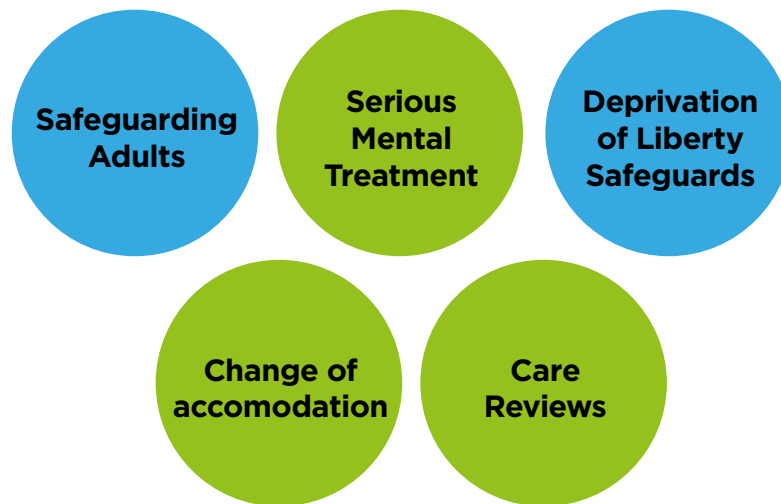 Safeguarding
Adults
Serious
Mental
Treatment
Deprivation
of Liberty
Safeguards
Change of
accomodation
Care
Reviews